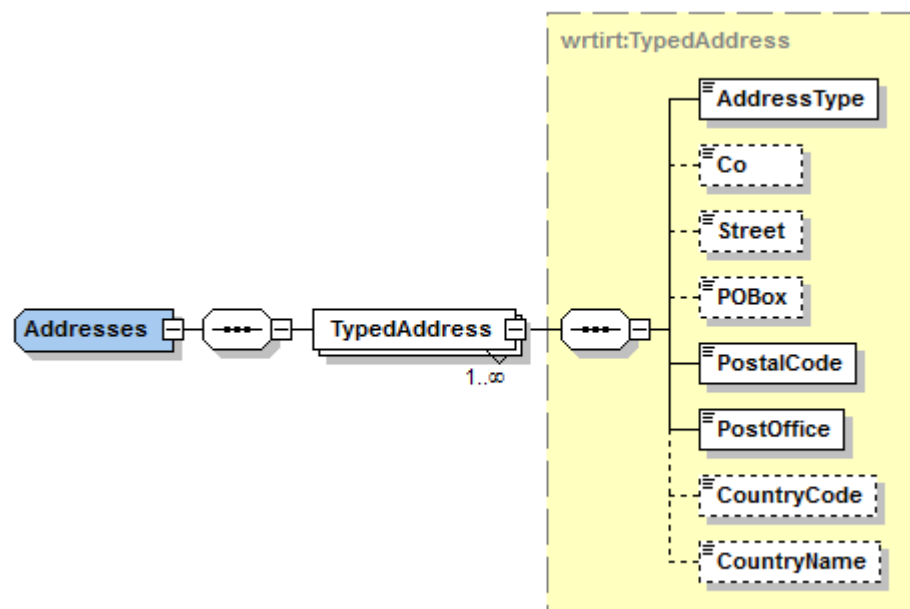 wrtirt:TypedAddress
AddressType
Co
Street
POBox
Addresses
TypedAddress
1..∞
PostalCode
PostOffice
CountryCode
CountryName